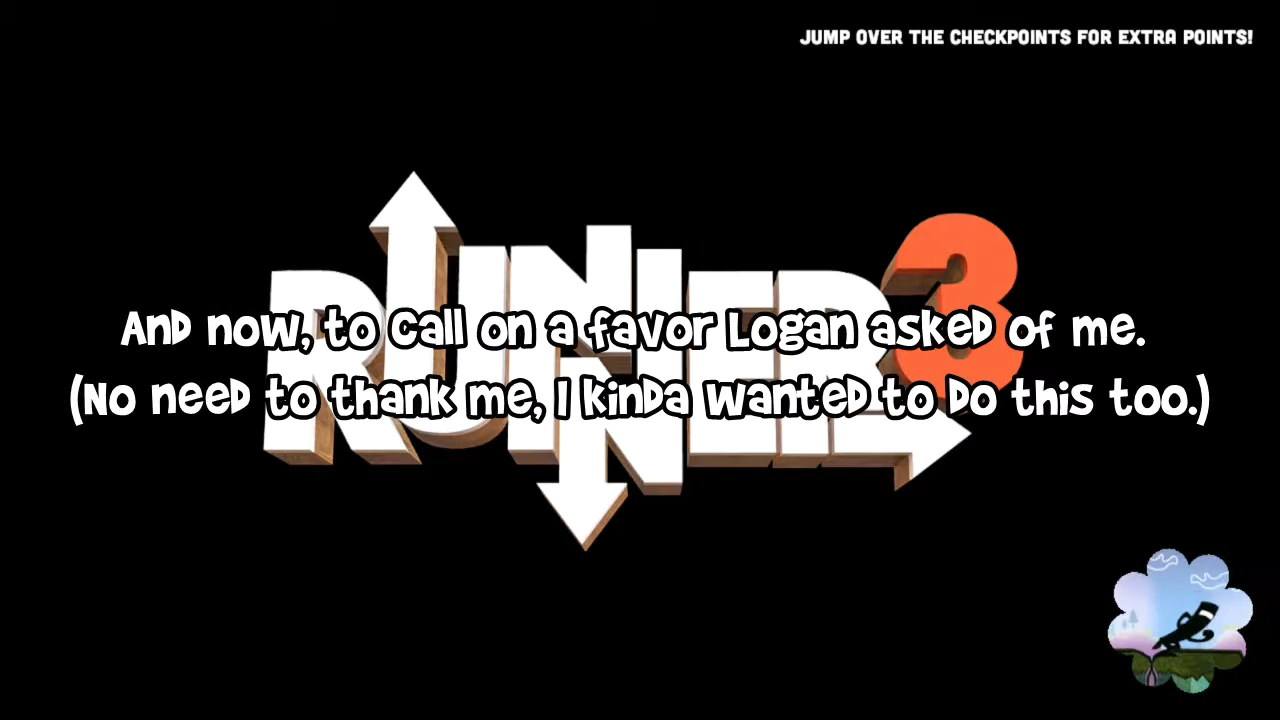 JUMP OVER THE CHECKPOINTS FOR EXTRA POINTS!
RUNNER3
And now, to call on a favor Logan asked of me.
(No need to thank me, I kinda wanted to do this too.)